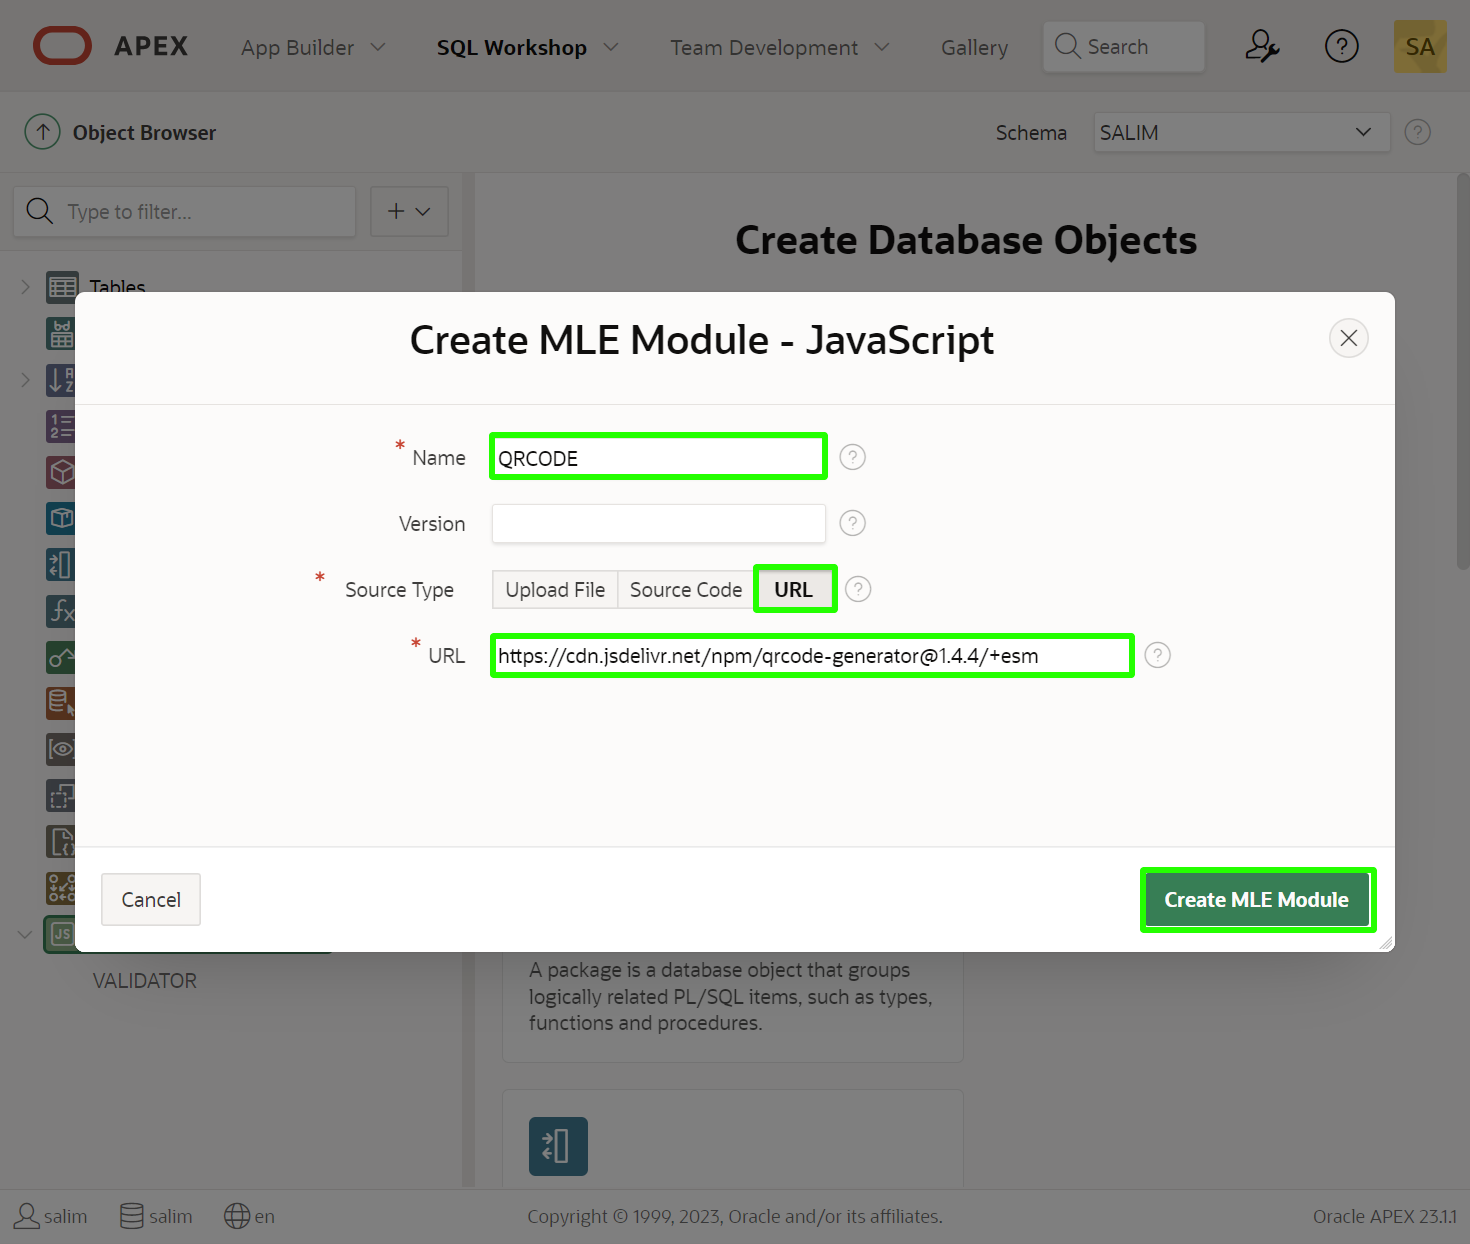 APEX App Builder SQL Workshop Team Development Gallery Search ? SA
Object Browser Schema SALIM ?
Type to filter...
Create Database Objects
Tables
Create MLE Module - JavaScript
* Name QRCODE ?
Version ?
* Source Type Upload File Source Code URL ?
* URL https://cdn.jsdelivr.net/npm/qrcode-generator@1.4.4/+esm ?
Cancel Create MLE Module
JS
VALIDATOR
A package is a database object that groups
logically related PL/SQL items, such as types,
functions and procedures.
salim salim en Copyright © 1999, 2023, Oracle and/or its affiliates. Oracle APEX 23.1.1